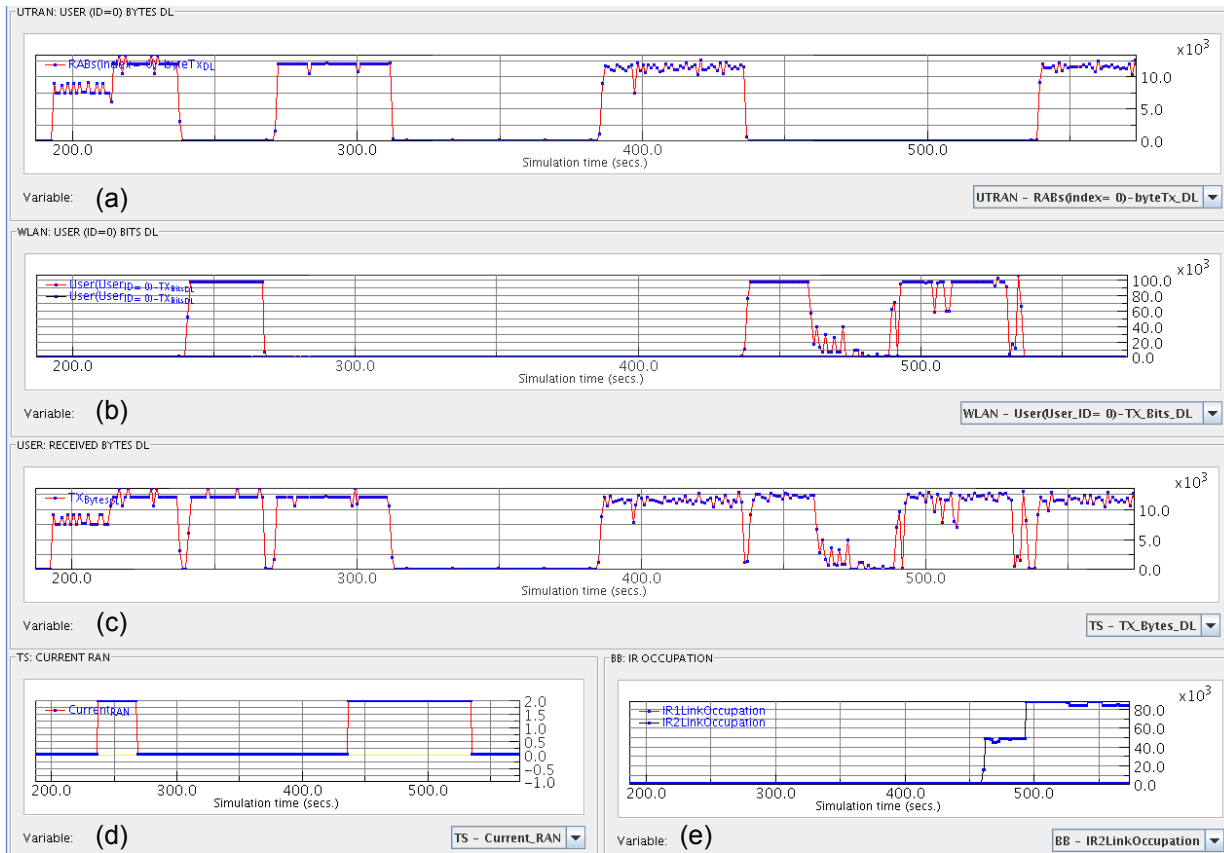 UTRAN: USER (ID=0) BYTES DL
RABs(index= 0)-byteTxDL
x10³
10.0
5.0
0.0
200.0 300.0 400.0 500.0
Simulation time (secs.)
Variable: (a) UTRAN - RABs(index= 0)-byteTx_DL
WLAN: USER (ID=0) BITS DL
User(UserID= 0)-TXBitsDL
User(UserID= 0)-TXBitsDL
x10³
100.0
80.0
60.0
40.0
20.0
0.0
200.0 300.0 400.0 500.0
Simulation time (secs.)
Variable: (b) WLAN - User(User_ID= 0)-TX_Bits_DL
USER: RECEIVED BYTES DL
x10³
10.0
5.0
0.0
200.0 300.0 400.0 500.0
Simulation time (secs.)
Variable: (c) TS - TX_Bytes_DL
TS: CURRENT RAN
CurrentRAN
2.0
1.5
1.0
0.5
0.0
-0.5
-1.0
200.0 300.0 400.0 500.0
Simulation time (secs.)
Variable: (d) TS - Current_RAN
BB: IR OCCUPATION
IR1LinkOccupation
IR2LinkOccupation
x10³
80.0
60.0
40.0
20.0
0.0
200.0 300.0 400.0 500.0
Simulation time (secs.)
Variable: (e) BB - IR2LinkOccupation